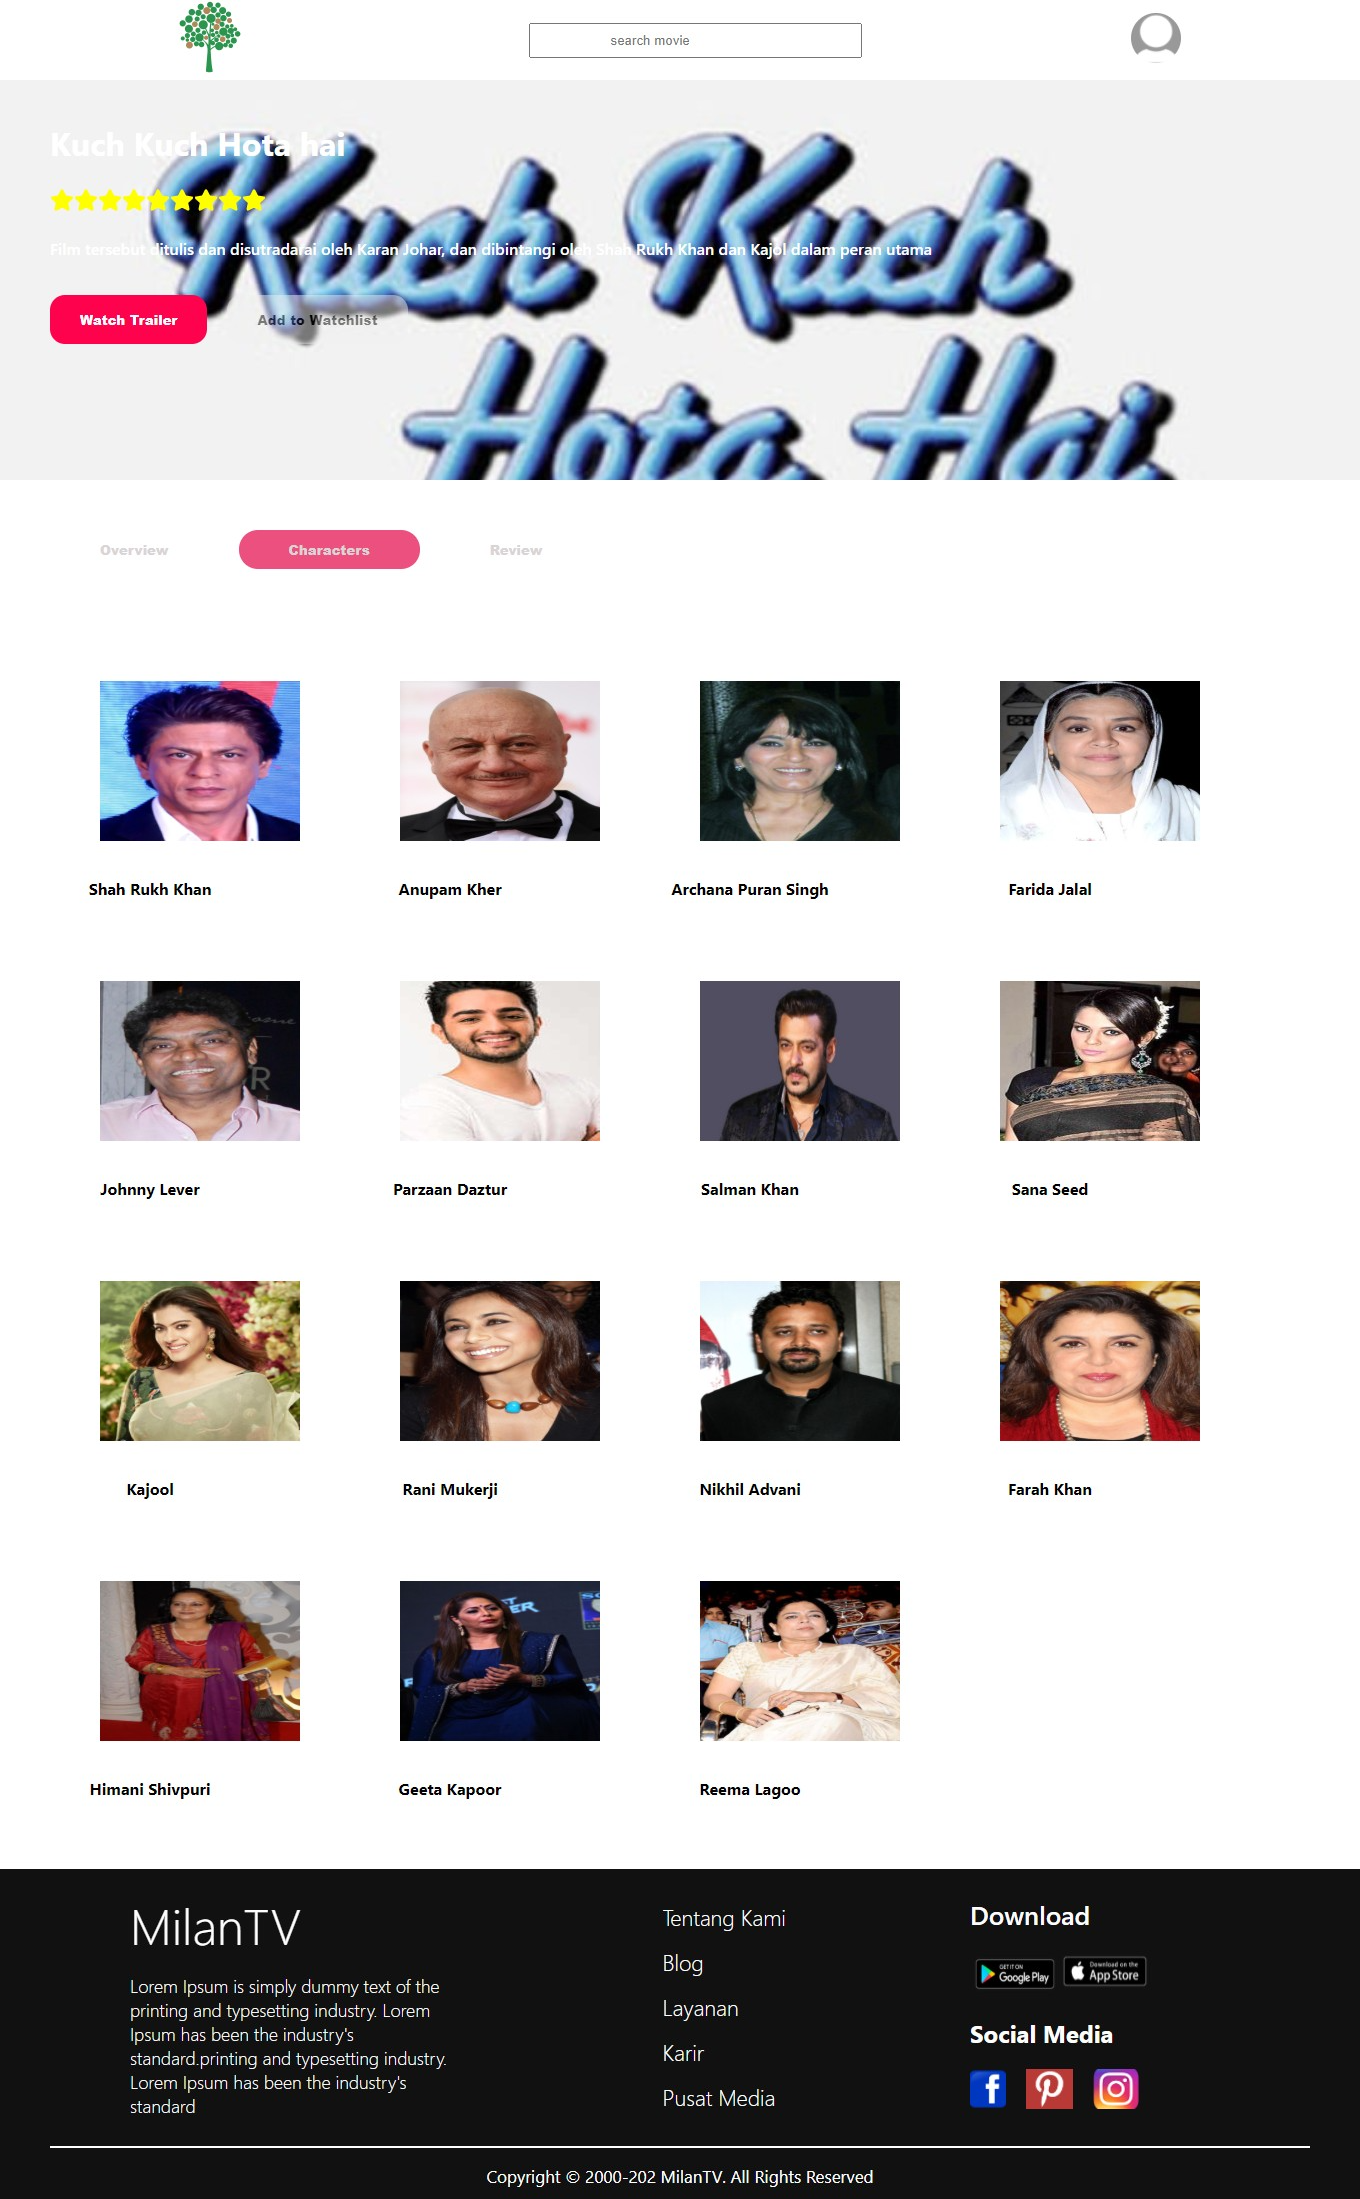 search movie
Kuch Kuch Hota hai
Kuch Kuch
Hota Hai
Film tersebut ditulis dan disutradarai oleh Karan Johar, dan dibintangi oleh Shah Rukh Khan dan Kajol dalam peran utama
Watch Trailer
Add to Watchlist
Overview
Characters
Review
Shah Rukh Khan
Anupam Kher
Archana Puran Singh
Farida Jalal
Johnny Lever
Parzaan Daztur
Salman Khan
Sana Seed
Kajool
Rani Mukerji
Nikhil Advani
Farah Khan
Himani Shivpuri
Geeta Kapoor
Reema Lagoo
MilanTV
Lorem Ipsum is simply dummy text of the
printing and typesetting industry. Lorem
Ipsum has been the industry's
standard.printing and typesetting industry.
Lorem Ipsum has been the industry's
standard
Tentang Kami
Blog
Layanan
Karir
Pusat Media
Download
GET IT ON
Google Play
Download on the
App Store
Social Media
Copyright © 2000-202 MilanTV. All Rights Reserved